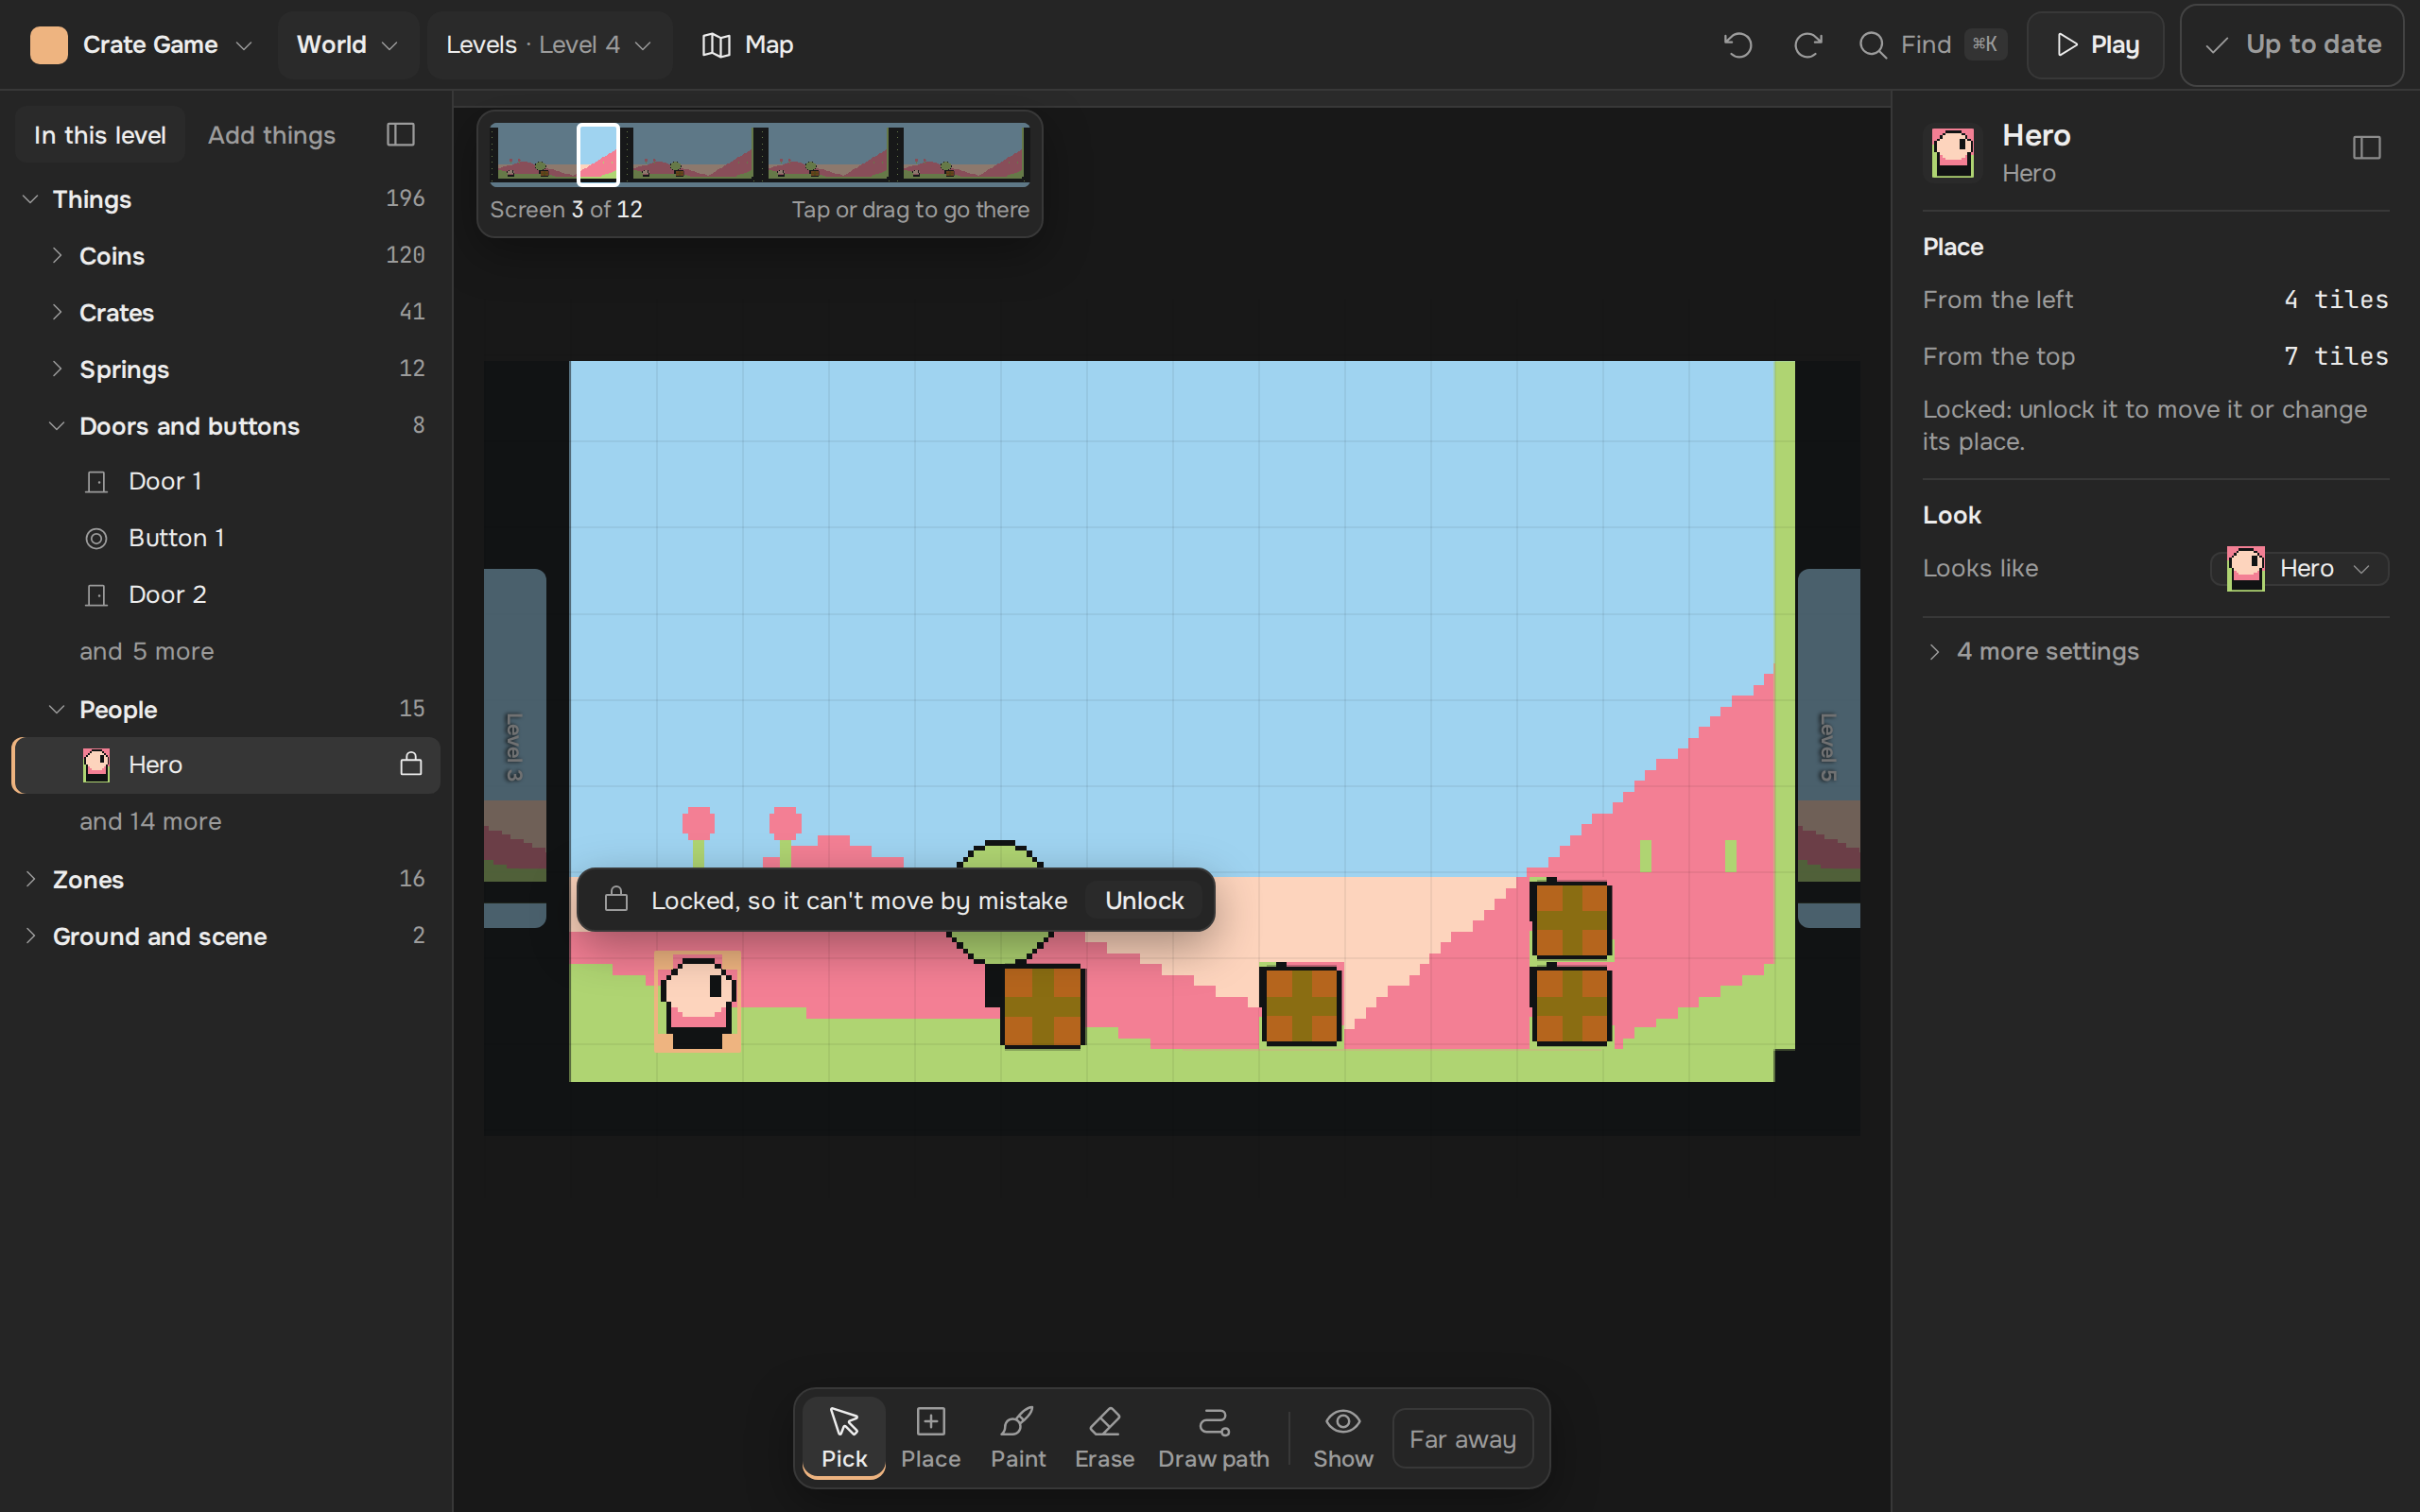 Crate Game
World
Levels · Level 4
Map
Find ⌘K
Play
Up to date
In this level
Add things
Things 196
Coins 120
Crates 41
Springs 12
Doors and buttons 8
Door 1
Button 1
Door 2
and 5 more
People 15
Hero
and 14 more
Zones 16
Ground and scene 2
Screen 3 of 12
Tap or drag to go there
Level 3
Level 5
Locked, so it can't move by mistake
Unlock
Pick
Place
Paint
Erase
Draw path
Show
Far away
Hero
Hero
Place
From the left 4 tiles
From the top 7 tiles
Locked: unlock it to move it or change
its place.
Look
Looks like
Hero
4 more settings